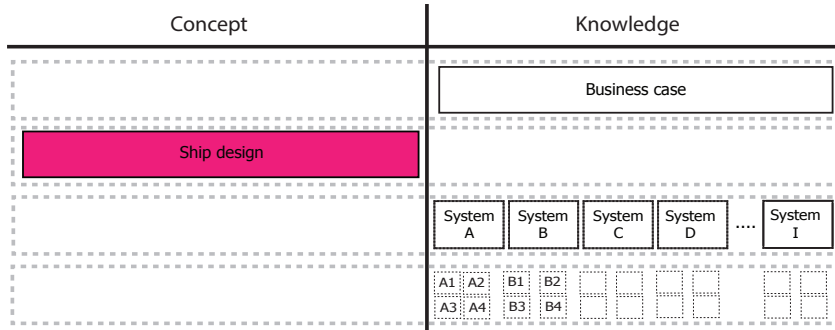 Concept Knowledge
Business case
Ship design
System A System B System C System D .... System I
A1 A2 B1 B2
A3 A4 B3 B4